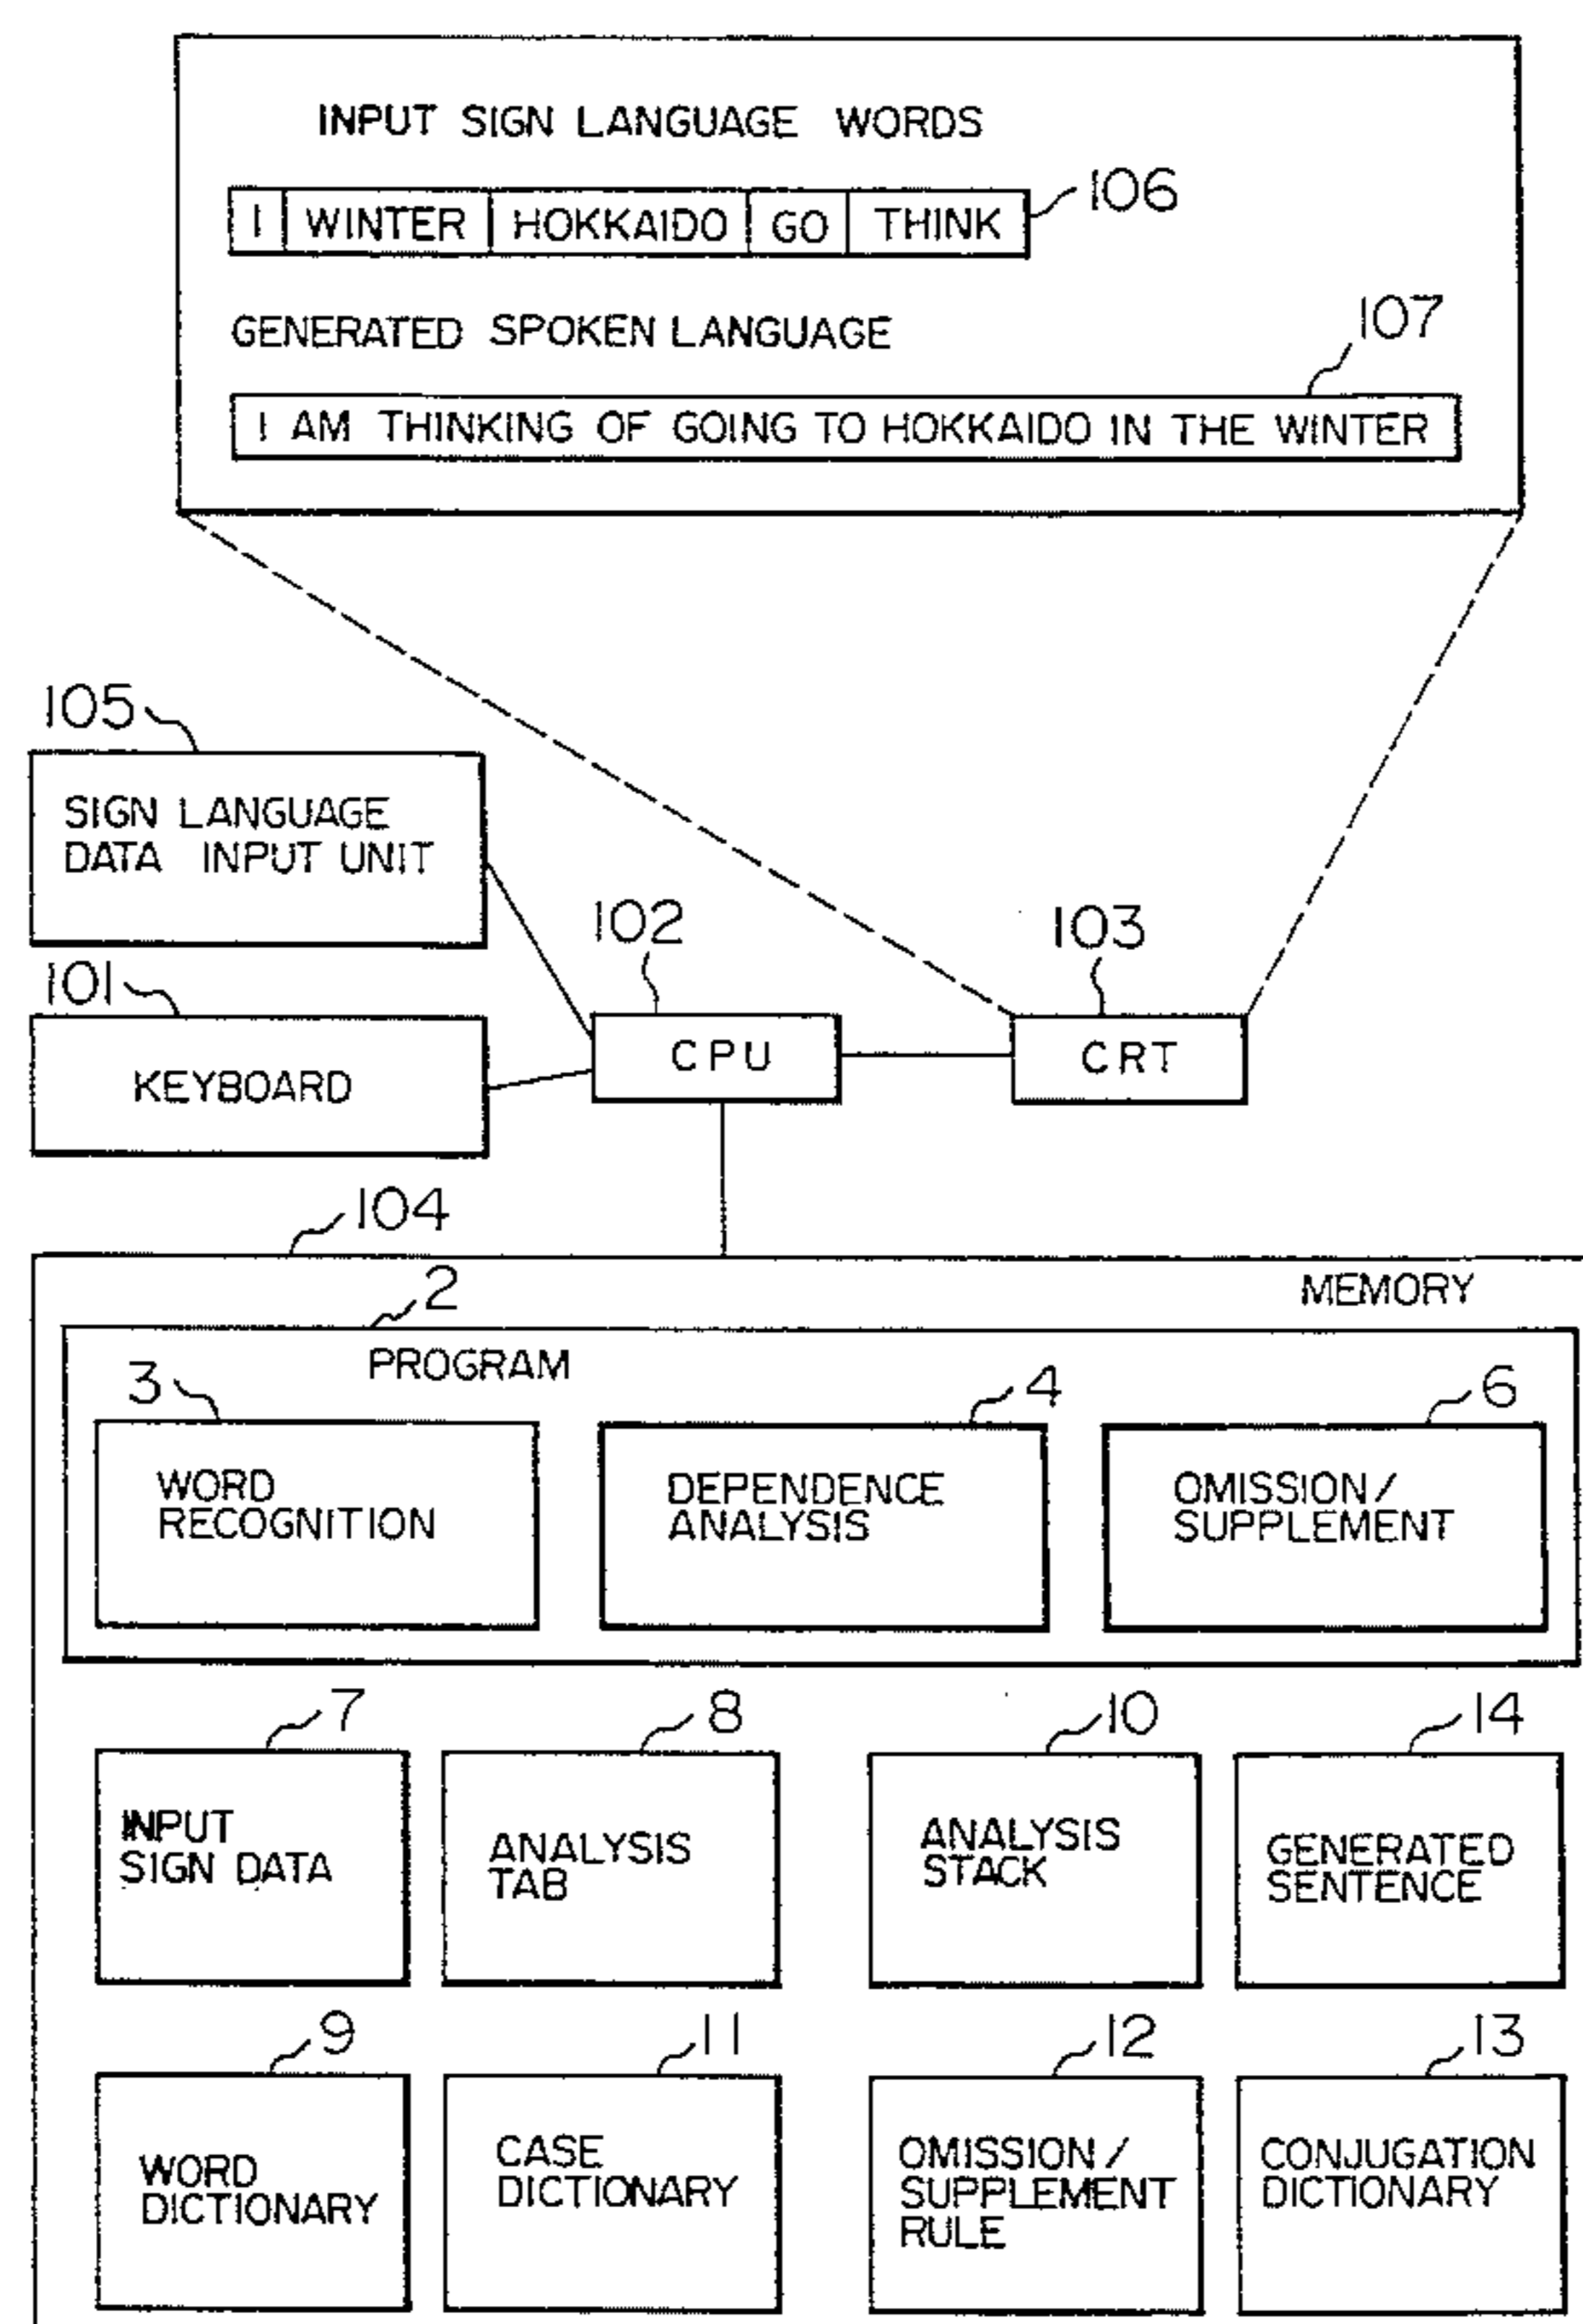 INPUT SIGN LANGUAGE WORDS
106
I WINTER HOKKAIDO GO THINK
GENERATED SPOKEN LANGUAGE
107
I AM THINKING OF GOING TO HOKKAIDO IN THE WINTER
105
SIGN LANGUAGE
DATA INPUT UNIT
101
KEYBOARD
102
CPU
103
CRT
104
MEMORY
2
PROGRAM
3
WORD
RECOGNITION
4
DEPENDENCE
ANALYSIS
6
OMISSION/
SUPPLEMENT
7
INPUT
SIGN DATA
8
ANALYSIS
TAB
10
ANALYSIS
STACK
14
GENERATED
SENTENCE
9
WORD
DICTIONARY
11
CASE
DICTIONARY
12
OMISSION/
SUPPLEMENT
RULE
13
CONJUGATION
DICTIONARY